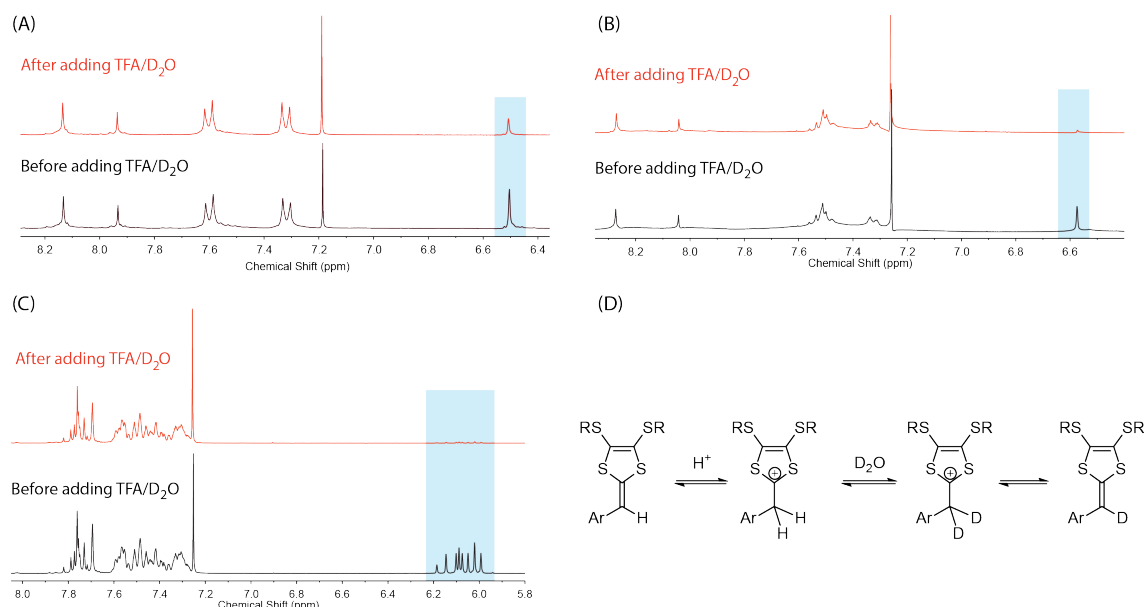 (A)
After adding TFA/D2O
Before adding TFA/D2O
8.2 8.0 7.8 7.6 7.4 7.2 7.0 6.8 6.6 6.4
Chemical Shift (ppm)
(B)
After adding TFA/D2O
Before adding TFA/D2O
8.2 8.0 7.8 7.6 7.4 7.2 7.0 6.8 6.6
Chemical Shift (ppm)
(C)
After adding TFA/D2O
Before adding TFA/D2O
8.0 7.8 7.6 7.4 7.2 7.0 6.8 6.6 6.4 6.2 6.0 5.8
Chemical Shift (ppm)
(D)
RS SR
S S
Ar H
H+
RS SR
S S
+
Ar H
H
D2O
RS SR
S S
+
Ar D
D
RS SR
S S
Ar D